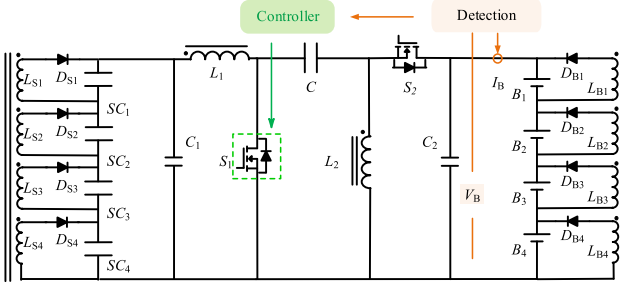 Controller
Detection
L1
C
S2
IB
LS1
DS1
SC1
LS2
DS2
SC2
LS3
DS3
SC3
LS4
DS4
SC4
C1
S1
L2
C2
VB
B1
DB1
LB1
B2
DB2
LB2
B3
DB3
LB3
B4
DB4
LB4